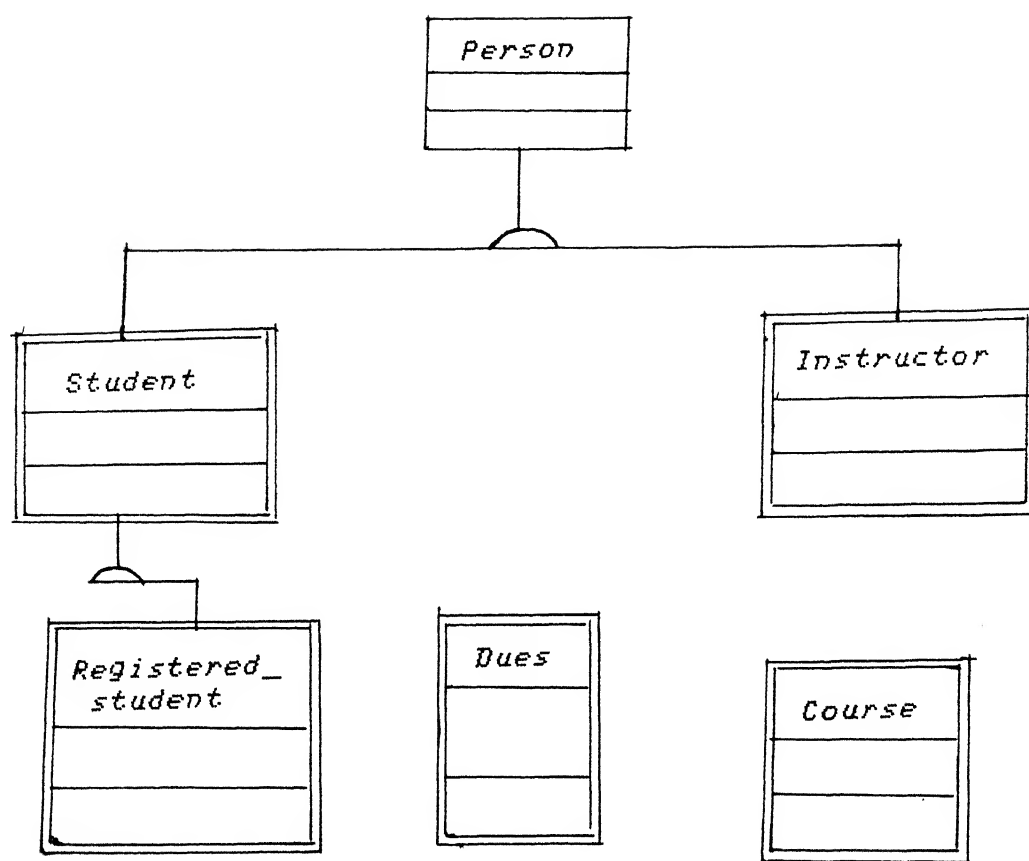 Person
Student
Instructor
Registered_
student
Dues
Course